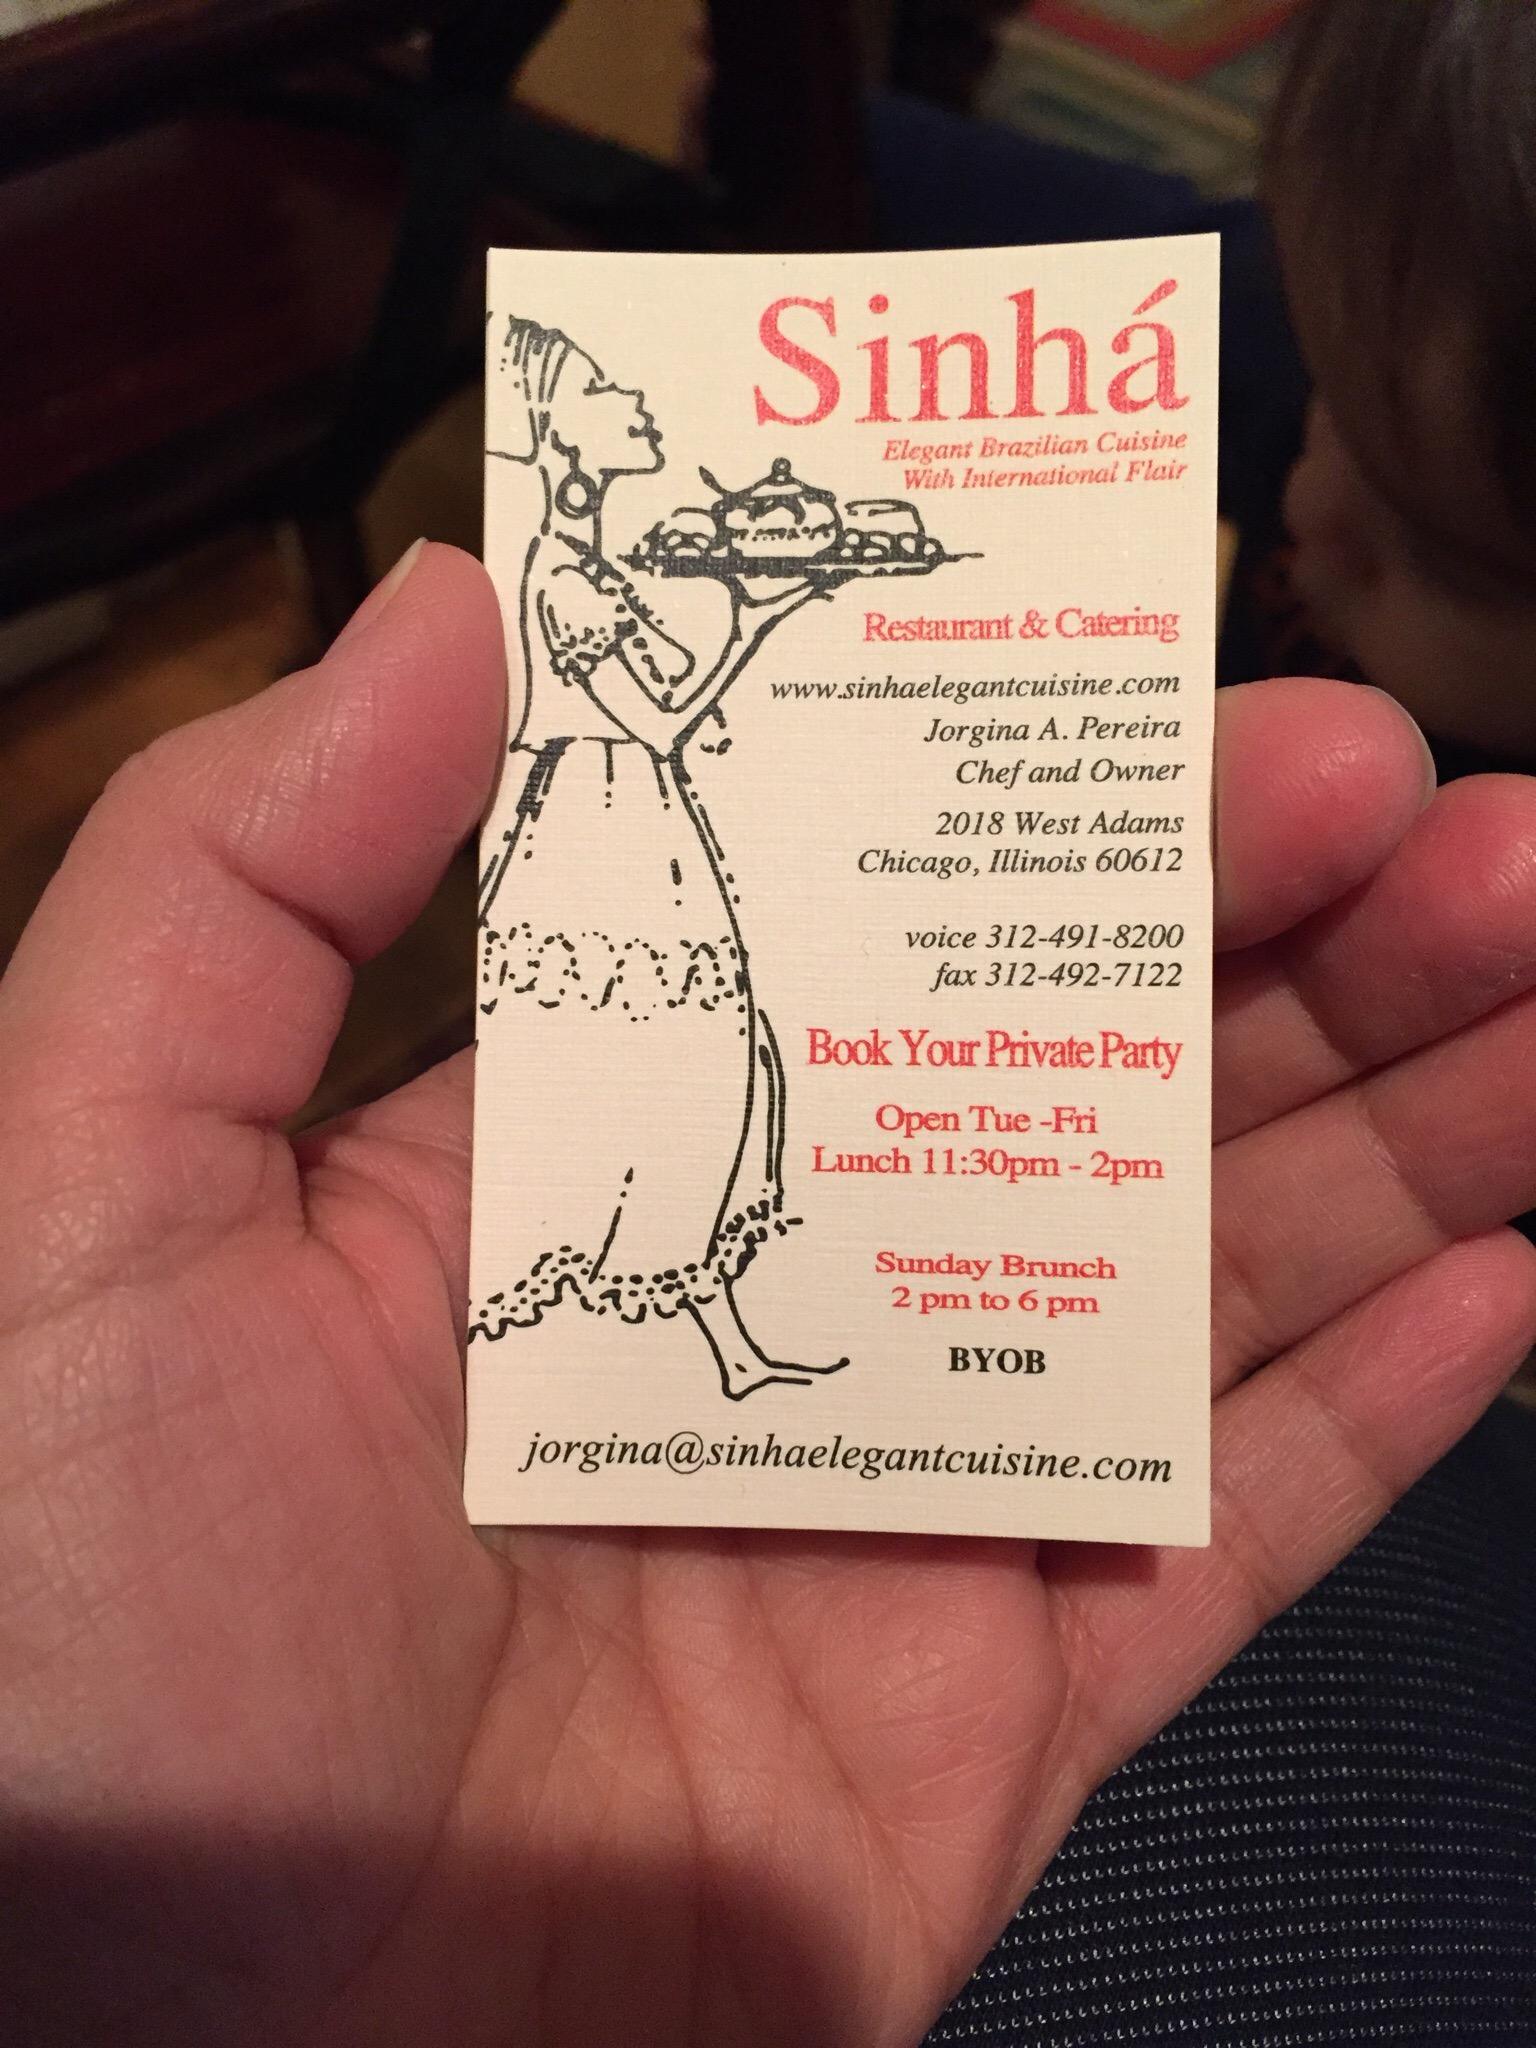 Sinhá
Elegant Brazilian Cuisine
With International Flair
Restaurant & Catering
www.sinhaelegantcuisine.com
Jorgina A. Pereira
Chef and Owner
2018 West Adams
Chicago, Illinois 60612
voice 312-491-8200
fax 312-492-7122
Book Your Private Party
Open Tue -Fri
Lunch 11:30pm - 2pm
Sunday Brunch
2 pm to 6 pm
BYOB
jorgina@sinhaelegantcuisine.com